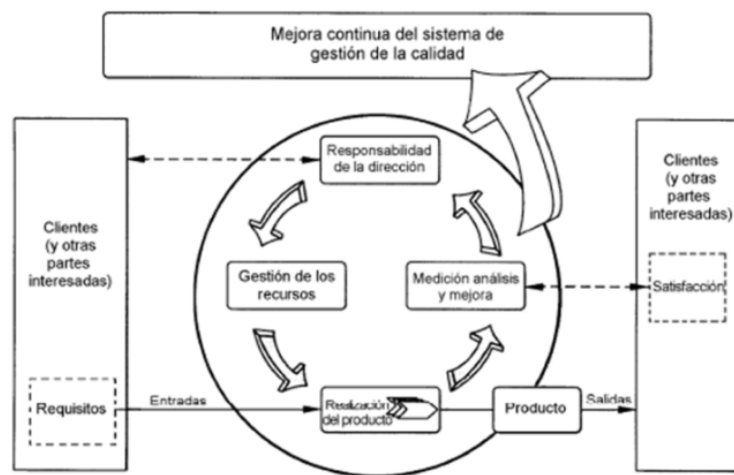 Mejora continua del sistema de
gestión de la calidad
Responsabilidad
de la dirección
Clientes
(y otras
partes
interesadas)
Clientes
(y otras
partes
interesadas)
Gestión de los
recursos
Medición análisis
y mejora
Satisfacción
Requisitos
Entradas
Realización
del producto
Producto
Salidas